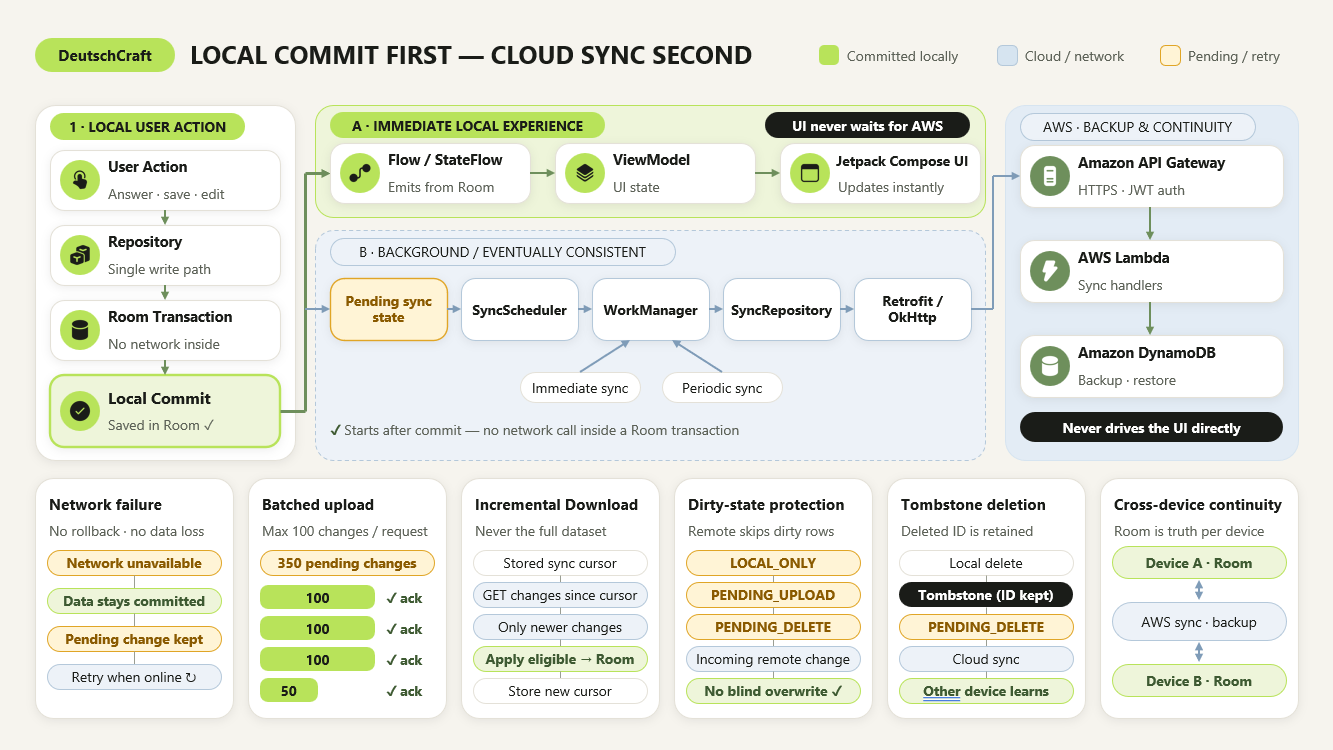 DeutschCraft
LOCAL COMMIT FIRST — CLOUD SYNC SECOND
Committed locally
Cloud / network
Pending / retry
1 · LOCAL USER ACTION
User Action
Answer · save · edit
Repository
Single write path
Room Transaction
No network inside
Local Commit
Saved in Room ✓
A · IMMEDIATE LOCAL EXPERIENCE
UI never waits for AWS
Flow / StateFlow
Emits from Room
ViewModel
UI state
Jetpack Compose UI
Updates instantly
B · BACKGROUND / EVENTUALLY CONSISTENT
Pending sync
state
SyncScheduler
WorkManager
SyncRepository
Retrofit /
OkHttp
Immediate sync
Periodic sync
✓ Starts after commit — no network call inside a Room transaction
AWS · BACKUP & CONTINUITY
Amazon API Gateway
HTTPS · JWT auth
AWS Lambda
Sync handlers
Amazon DynamoDB
Backup · restore
Never drives the UI directly
Network failure
No rollback · no data loss
Network unavailable
Data stays committed
Pending change kept
Retry when online ↻
Batched upload
Max 100 changes / request
350 pending changes
100 ✓ ack
100 ✓ ack
100 ✓ ack
50 ✓ ack
Incremental Download
Never the full dataset
Stored sync cursor
GET changes since cursor
Only newer changes
Apply eligible → Room
Store new cursor
Dirty-state protection
Remote skips dirty rows
LOCAL_ONLY
PENDING_UPLOAD
PENDING_DELETE
Incoming remote change
No blind overwrite ✓
Tombstone deletion
Deleted ID is retained
Local delete
Tombstone (ID kept)
PENDING_DELETE
Cloud sync
Other device learns
Cross-device continuity
Room is truth per device
Device A · Room
AWS sync · backup
Device B · Room